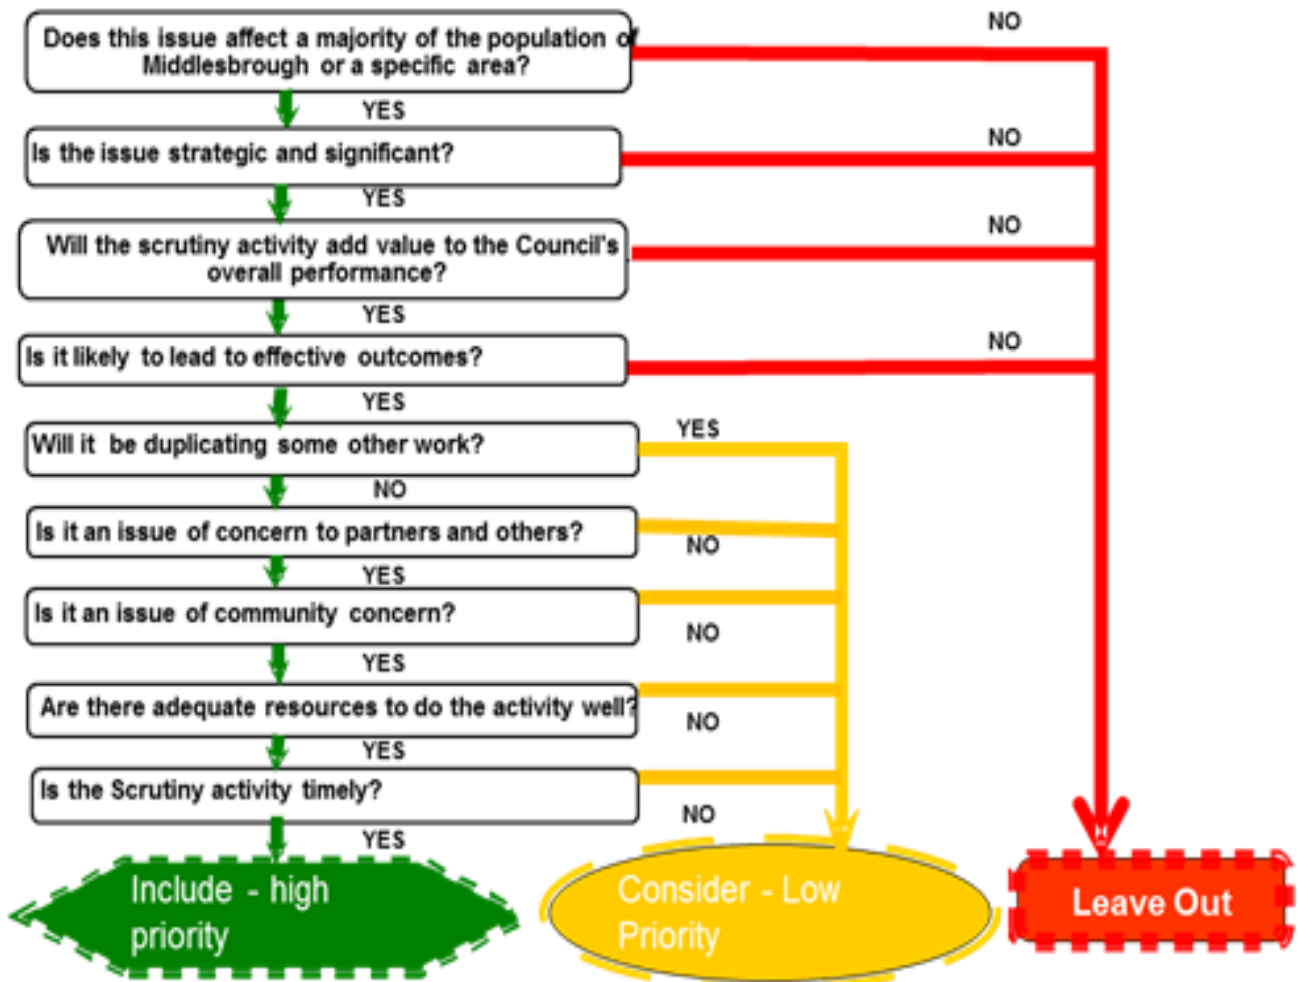 NO
Does this issue affect a majority of the population of
Middlesbrough or a specific area?
YES
NO
Is the issue strategic and significant?
YES
NO
Will the scrutiny activity add value to the Council's
overall performance?
YES
NO
Is it likely to lead to effective outcomes?
YES
YES
Will it be duplicating some other work?
NO
Is it an issue of concern to partners and others?
NO
YES
Is it an issue of community concern?
NO
YES
Are there adequate resources to do the activity well?
NO
YES
Is the Scrutiny activity timely?
NO
YES
Include - high
priority
Consider - Low
Priority
Leave Out